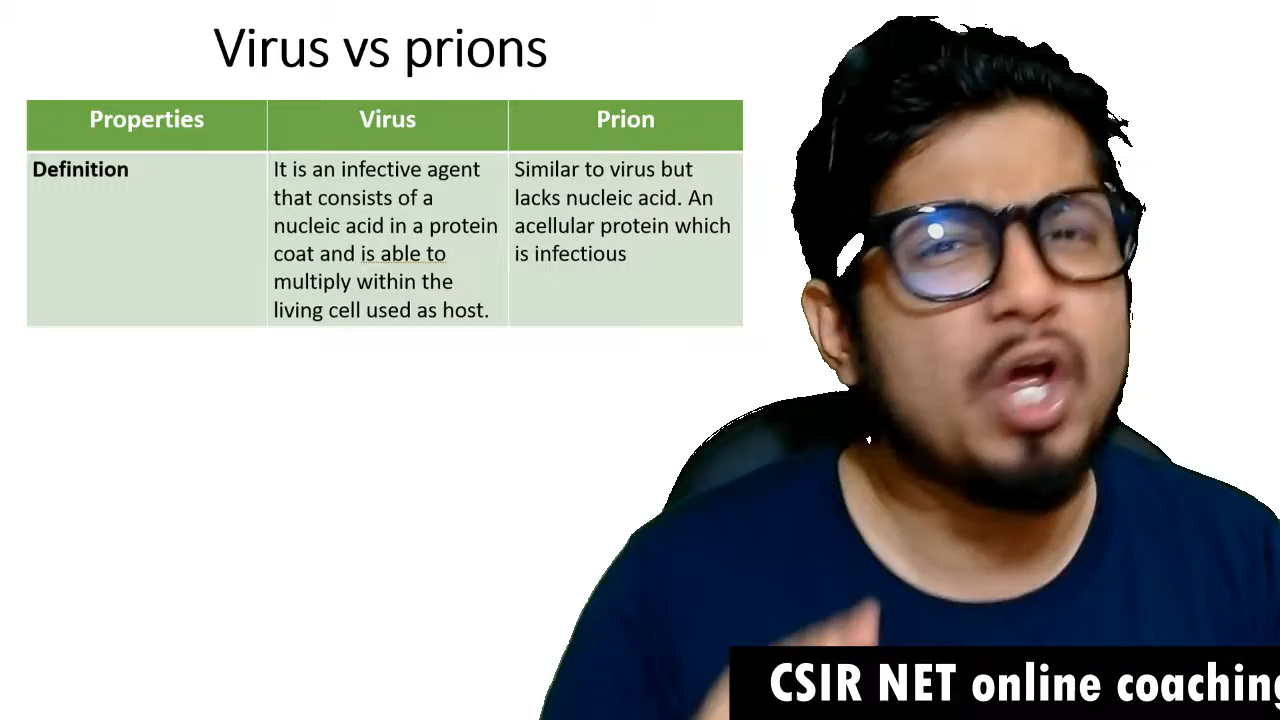 Virus vs prions
Properties
Virus
Prion
Definition
It is an infective agent
that consists of a
nucleic acid in a protein
coat and is able to
multiply within the
living cell used as host.
Similar to virus but
lacks nucleic acid. An
acellular protein which
is infectious
CSIR NET online coaching